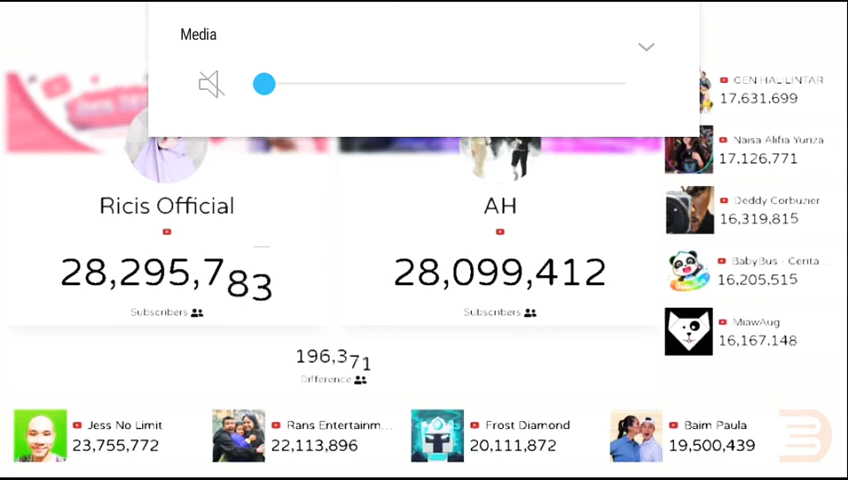 Media
GEN HALILINTAR
17,631,699
Naisa Alifia Yuriza ...
17,126,771
Deddy Corbuzier
16,319,815
BabyBus - Cerita ...
16,205,515
MiawAug
16,167,148
Ricis Official
28,295,783
Subscribers
AH
28,099,412
Subscribers
196,371
Difference
Jess No Limit
23,755,772
Rans Entertainm...
22,113,896
Frost Diamond
20,111,872
Baim Paula
19,500,439